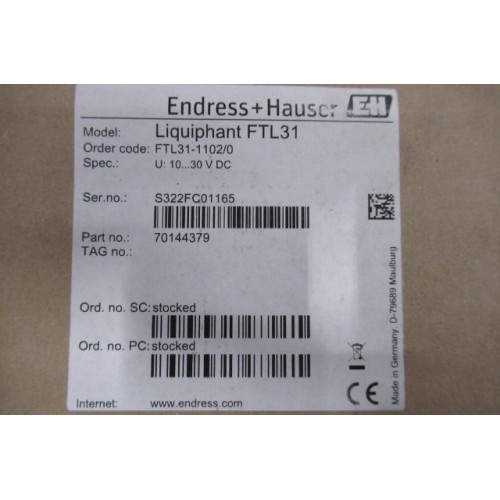 Endress+Hauser EH
Model: Liquiphant FTL31
Order code: FTL31-1102/0
Spec.: U: 10...30 V DC
Ser.no.: S322FC01165
Part no.: 70144379
TAG no.:
Ord. no. SC: stocked
Ord. no. PC: stocked
Internet: www.endress.com
CE
Made in Germany. D-79689 Maulburg